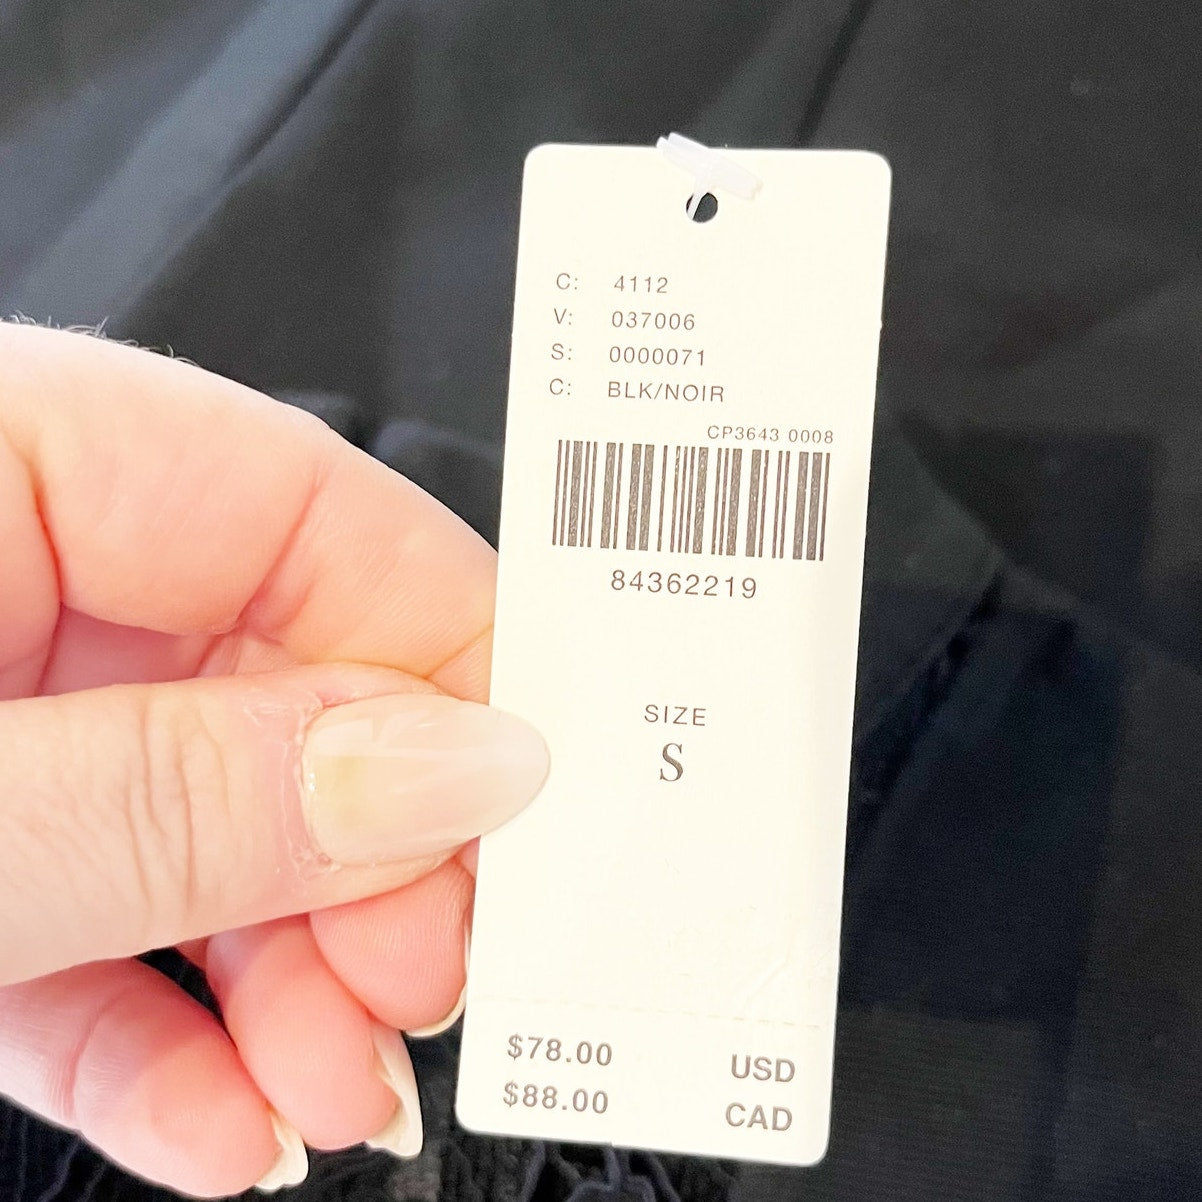 C: 4112
V: 037006
S: 0000071
C: BLK/NOIR
CP3643 0008
84362219
SIZE
S
$78.00 USD
$88.00 CAD